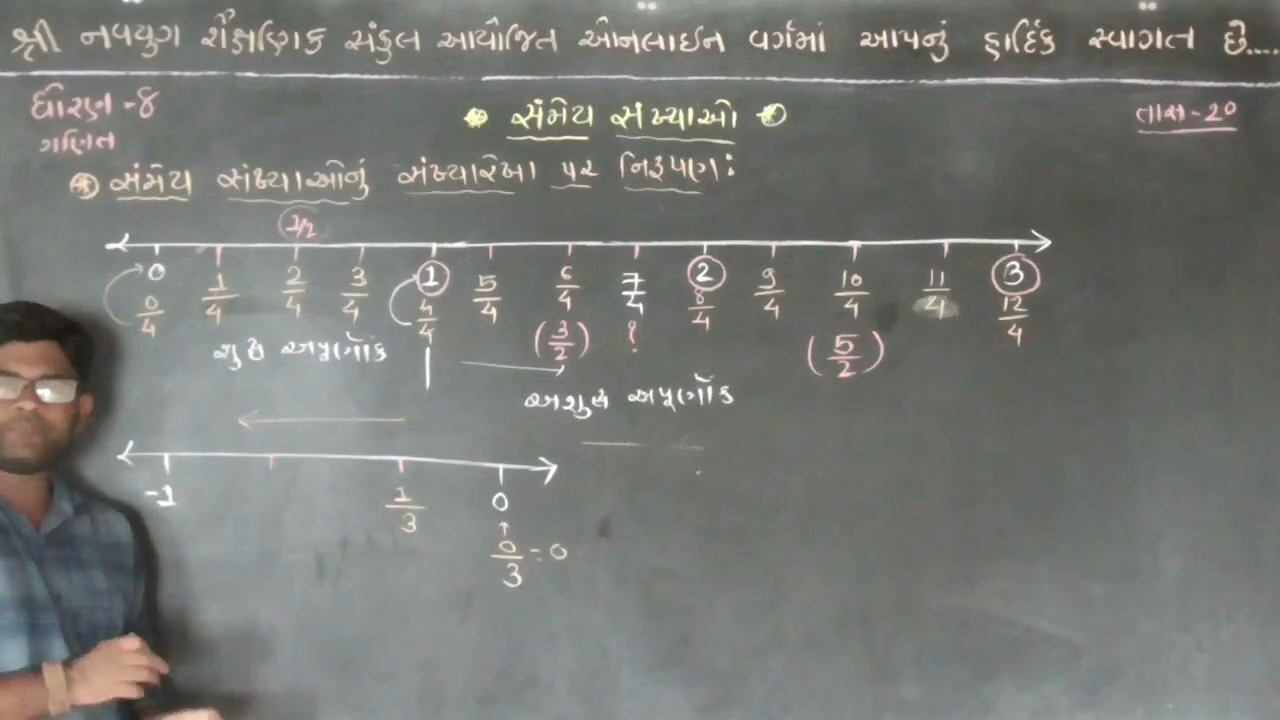 શ્રી નવયુગ શૈક્ષણિક સંકુલ આયોજિત ઓનલાઈન વર્ગમાં આપનું હાર્દિક સ્વાગત છે....
ધોરણ -8
ગણિત
સંમેય સંખ્યાઓ
તાસ-20
સંમેય સંખ્યાઓનું સંખ્યારેખા પર નિરૂપણ:
1/2
0 1/4 2/4 3/4 1 5/4 6/4 7/4 2 9/4 10/4 11/4 3
0/4 4/4 8/4 12/4
(3/2) ? (5/2)
શુદ્ધ અપૂર્ણાંક
અશુદ્ધ અપૂર્ણાંક
-1 1/3 0
0/3 = 0